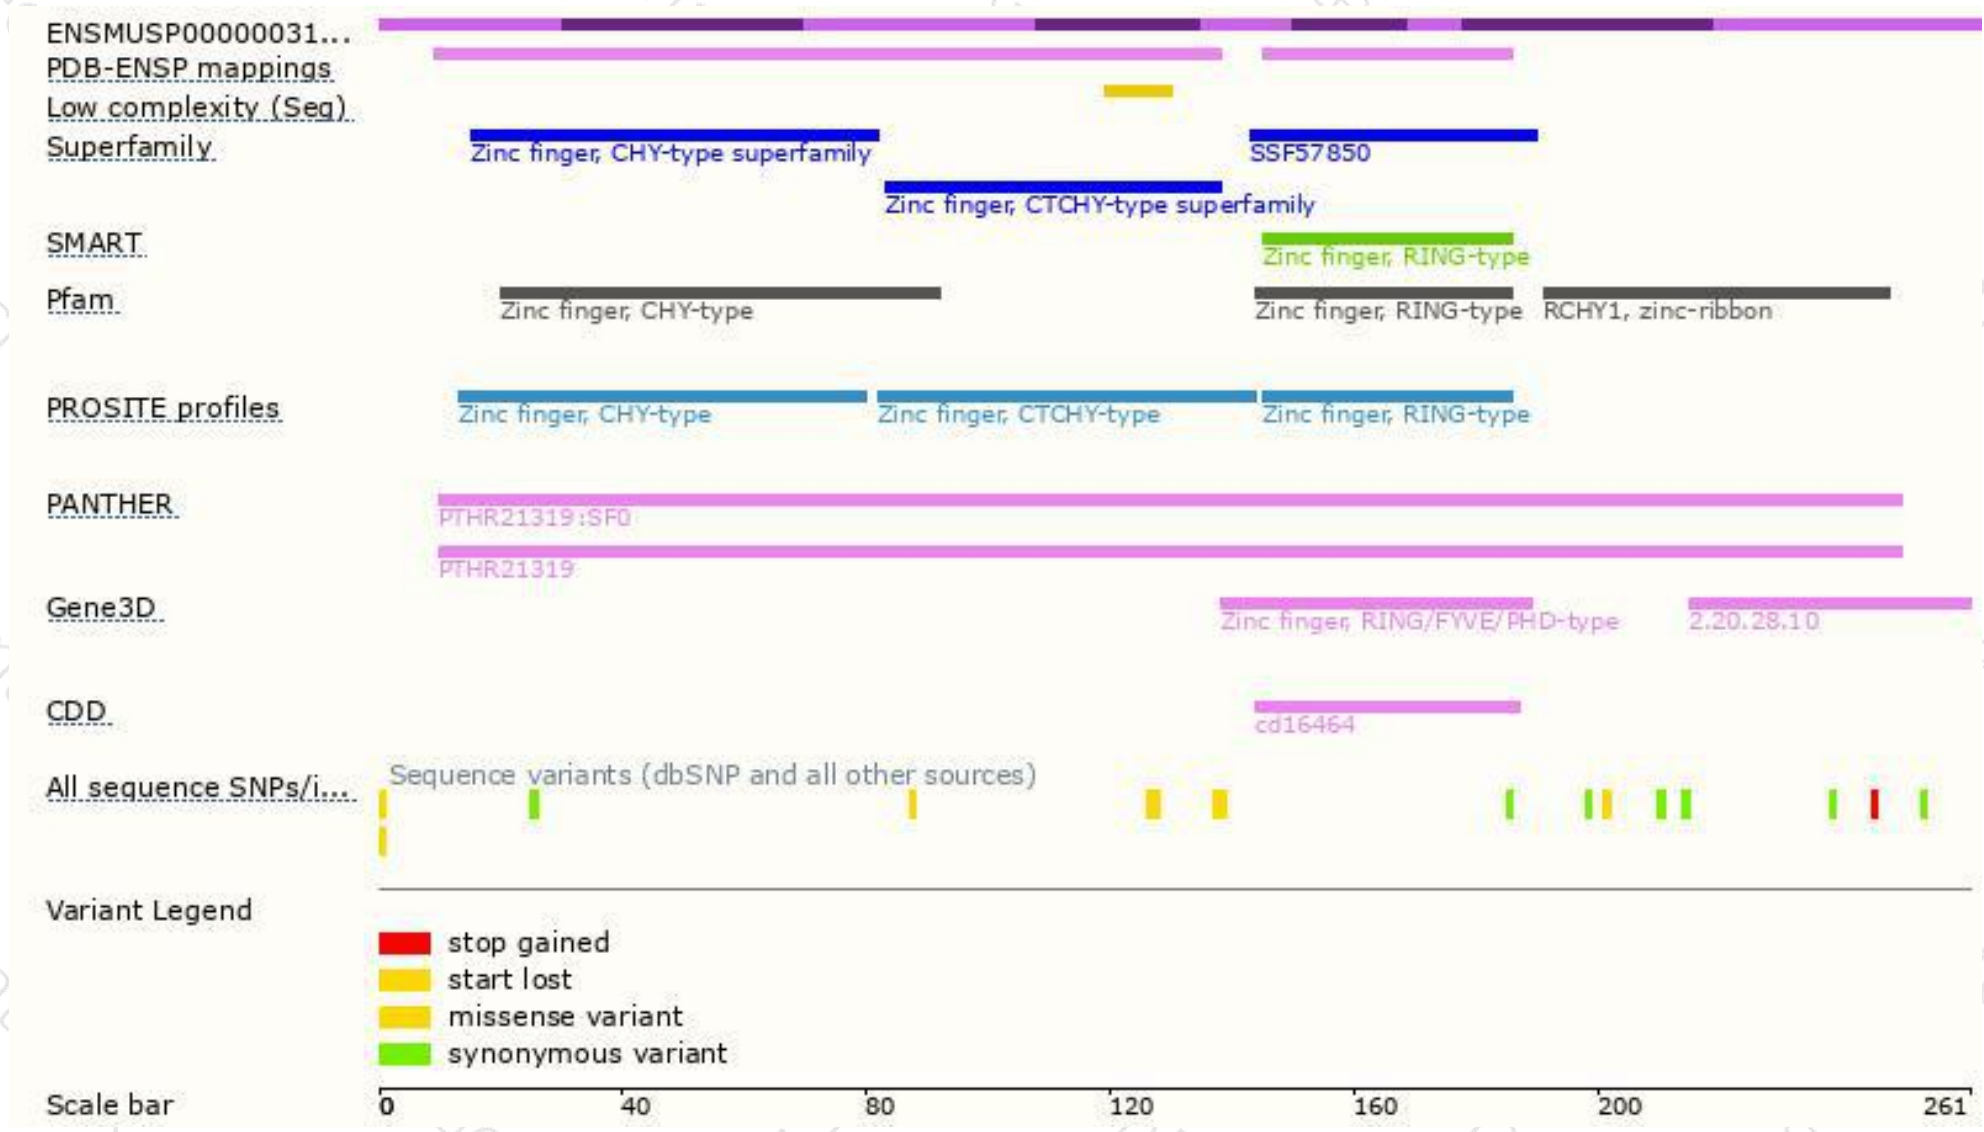 ENSMUSP00000031...
PDB-ENSP mappings
Low complexity (Seg)
Superfamily
Zinc finger, CHY-type superfamily
SSF57850
Zinc finger, CTCHY-type superfamily
SMART
Zinc finger, RING-type
Pfam
Zinc finger, CHY-type
Zinc finger, RING-type
RCHY1, zinc-ribbon
PROSITE profiles
Zinc finger, CHY-type
Zinc finger, CTCHY-type
Zinc finger, RING-type
PANTHER
PTHR21319:SF0
PTHR21319
Gene3D
Zinc finger, RING/FYVE/PHD-type
2.20.28.10
CDD
cd16464
All sequence SNPs/i...
Sequence variants (dbSNP and all other sources)
Variant Legend
stop gained
start lost
missense variant
synonymous variant
Scale bar
0 40 80 120 160 200 261